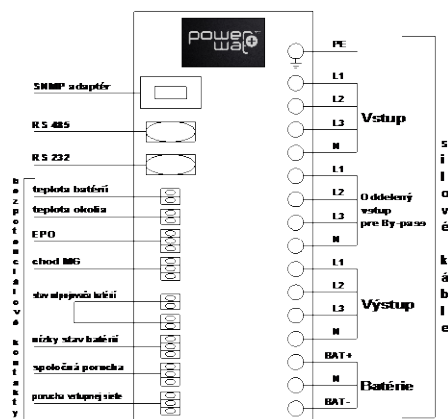 power wat
PE
L1
L2
L3
N
Vstup
L1
L2
L3
N
Oddelený
vstup
pre By-pass
L1
L2
L3
N
Výstup
BAT+
N
BAT-
Batérie
silové káble
SNMP adaptér
RS 485
RS 232
bezpotenciálové kontakty
teplota batérií
teplota okolia
EPO
chod MG
stav odpojovača batérií
nízky stav batérií
spoločná porucha
porucha vstupnej siete